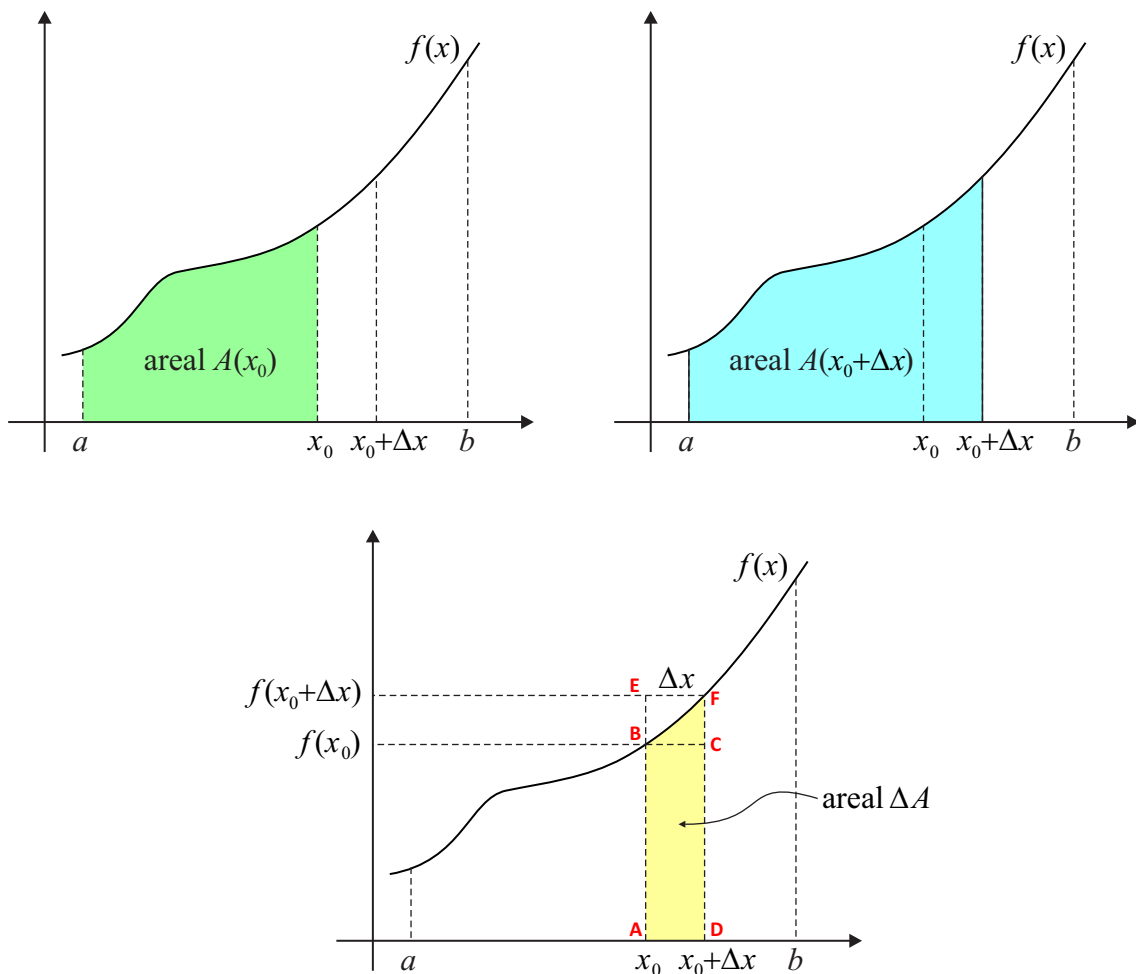 f(x)
areal A(x₀)
a x₀ x₀+Δx b
f(x)
areal A(x₀+Δx)
a x₀ x₀+Δx b
f(x)
f(x₀+Δx) E Δx F
f(x₀) B C
areal ΔA
A D
a x₀ x₀+Δx b